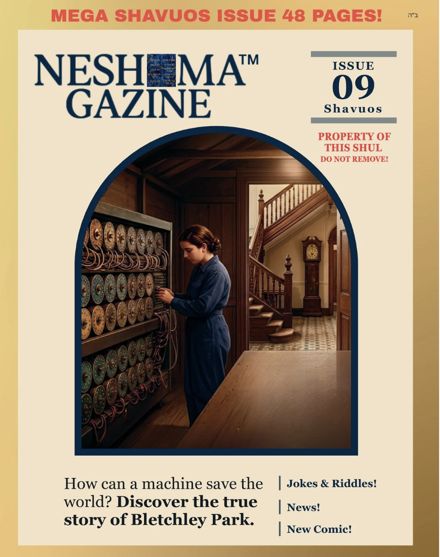 MEGA SHAVUOS ISSUE 48 PAGES!
ב"ה
NESHAMA™
GAZINE
ISSUE
09
Shavuos
PROPERTY OF
THIS SHUL
DO NOT REMOVE!
How can a machine save the
world? Discover the true
story of Bletchley Park.
Jokes & Riddles!
News!
New Comic!